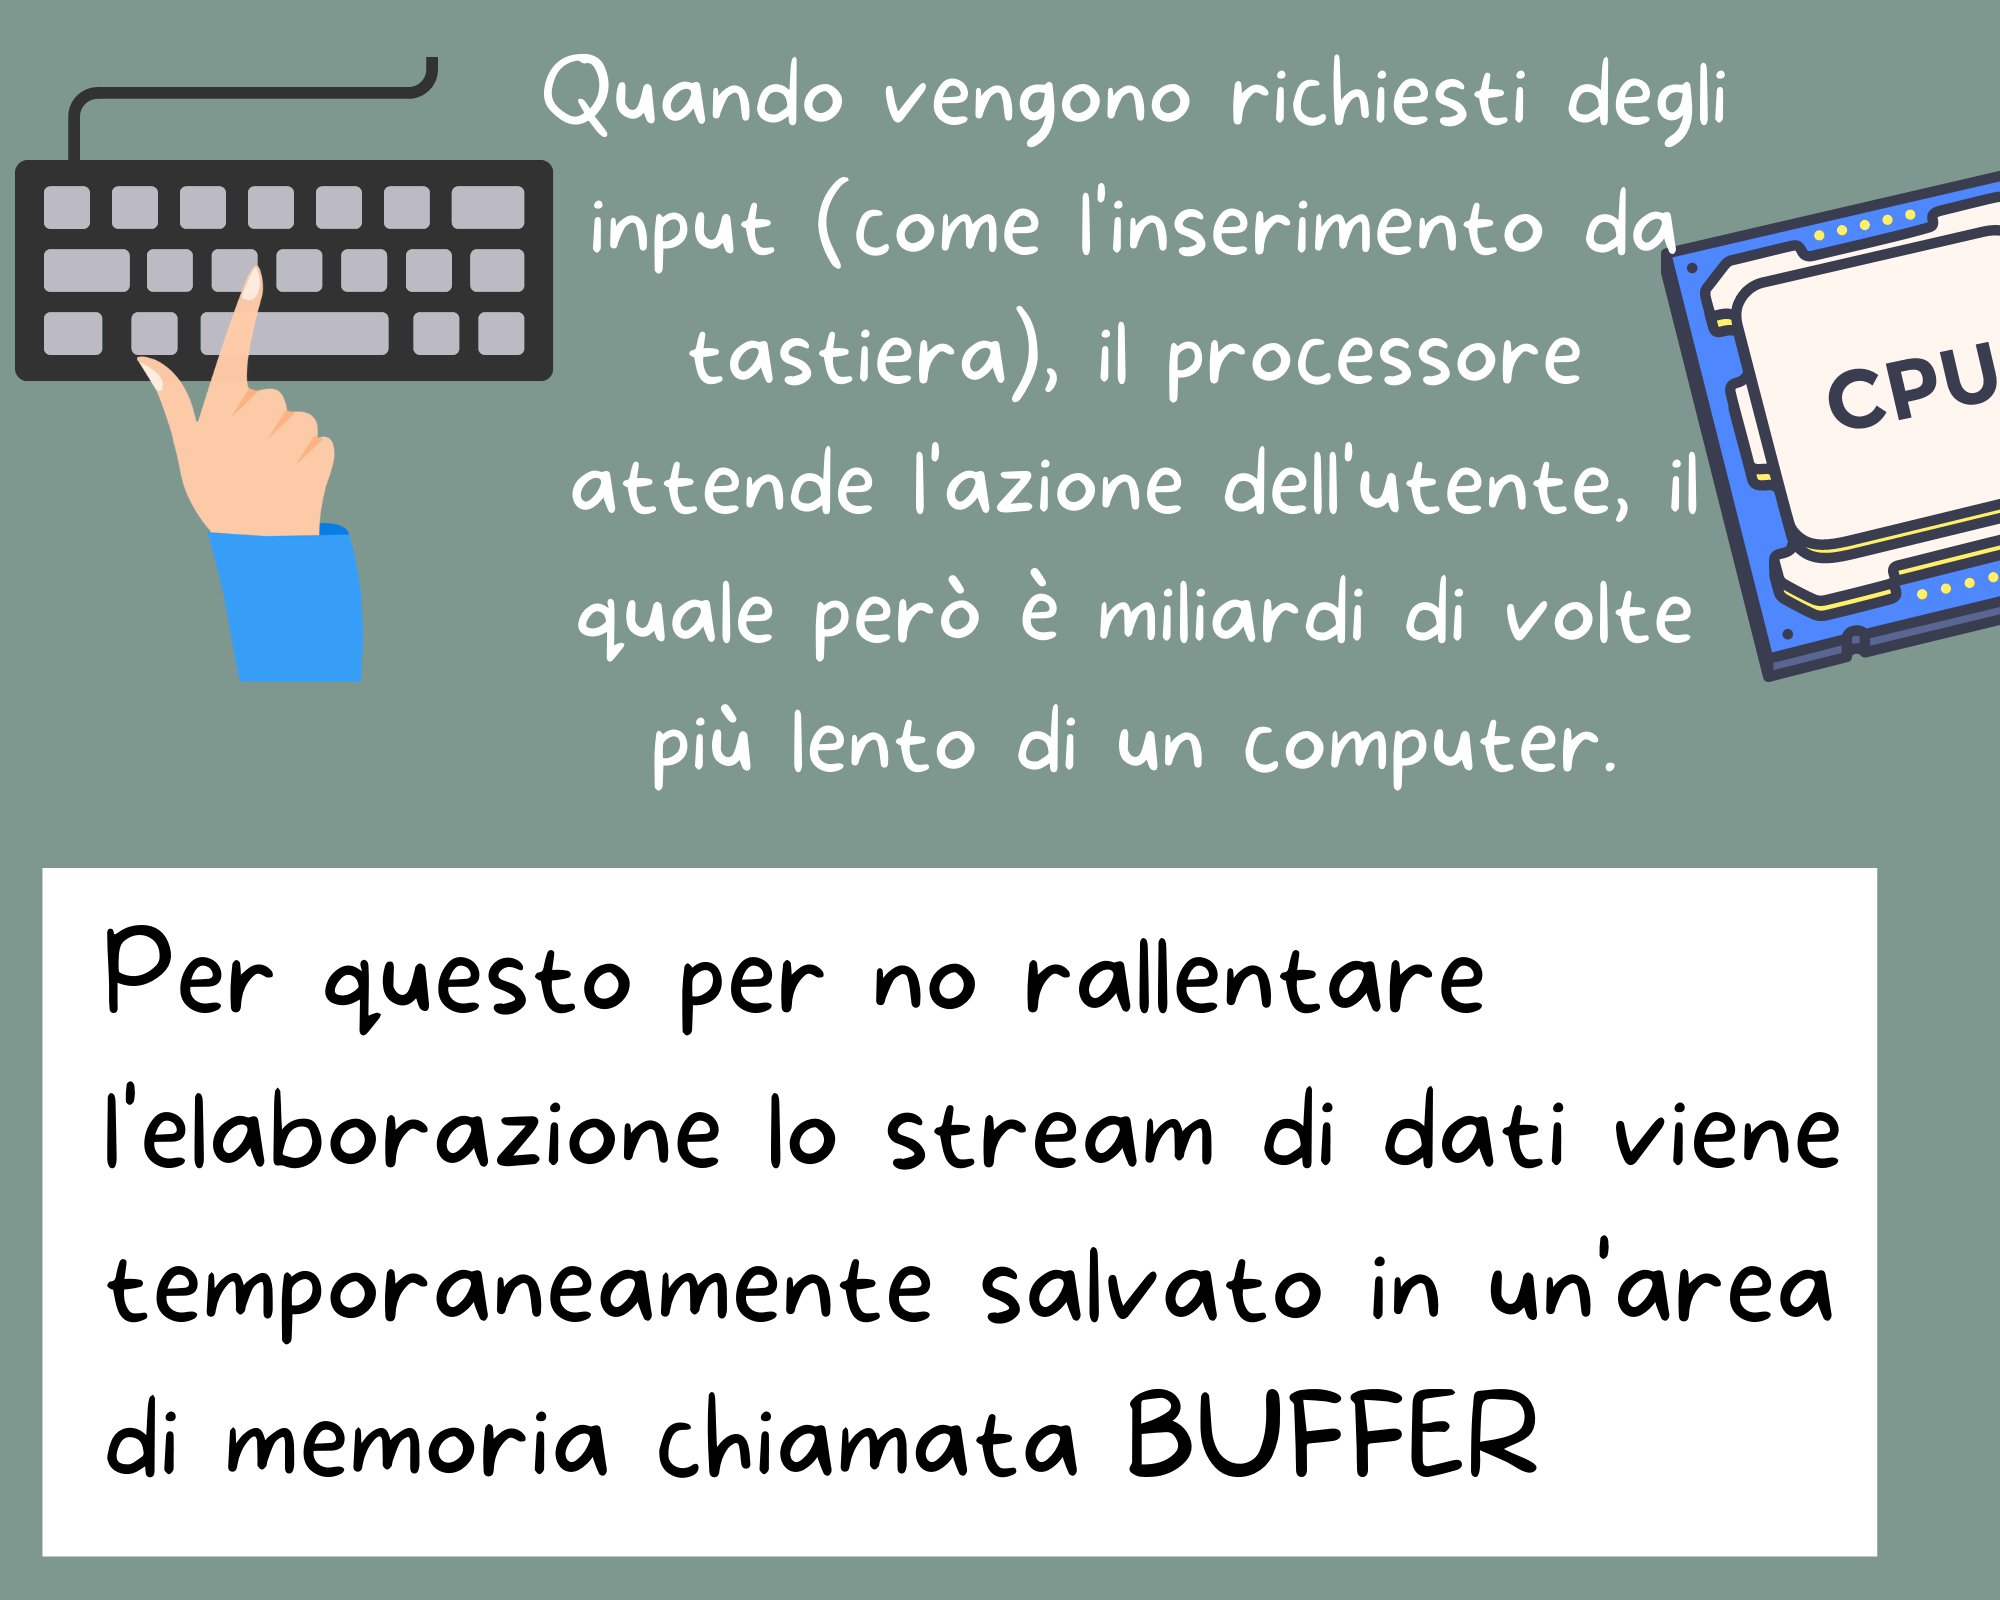 Quando vengono richiesti degli
input (come l'inserimento da
tastiera), il processore
attende l'azione dell'utente, il
quale però è miliardi di volte
più lento di un computer.
CPU
Per questo per no rallentare
l'elaborazione lo stream di dati viene
temporaneamente salvato in un'area
di memoria chiamata BUFFER